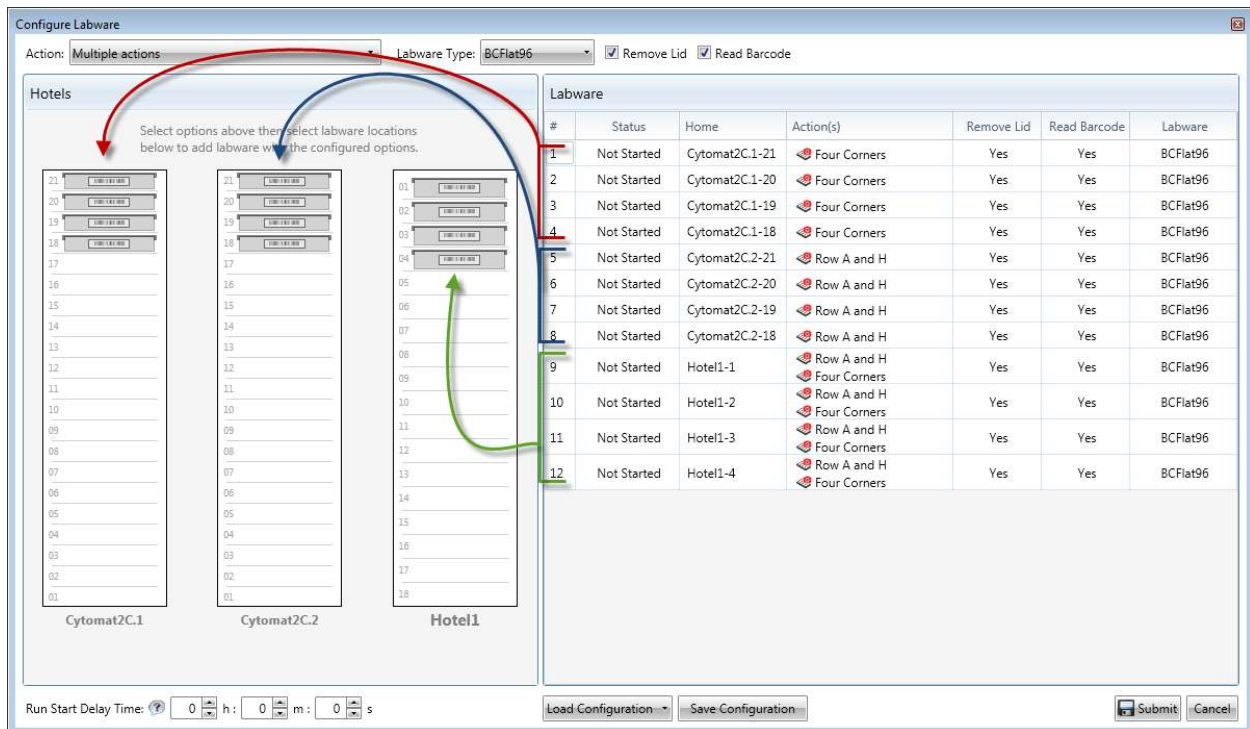 Configure Labware
Action: Multiple actions Labware Type: BCFlat96 Remove Lid Read Barcode
Hotels
Select options above then select labware locations
below to add labware with the configured options.
21 21 01
20 20 02
19 19 03
18 18 04
17 17 05
16 16 06
15 15 07
14 14 08
13 13 09
12 12 10
11 11 11
10 10 12
09 09 13
08 08 14
07 07 15
06 06 16
05 05 17
04 04 18
03 03
02 02
01 01
Cytomat2C.1 Cytomat2C.2 Hotel1
Labware
# Status Home Action(s) Remove Lid Read Barcode Labware
1 Not Started Cytomat2C.1-21 Four Corners Yes Yes BCFlat96
2 Not Started Cytomat2C.1-20 Four Corners Yes Yes BCFlat96
3 Not Started Cytomat2C.1-19 Four Corners Yes Yes BCFlat96
4 Not Started Cytomat2C.1-18 Four Corners Yes Yes BCFlat96
5 Not Started Cytomat2C.2-21 Row A and H Yes Yes BCFlat96
6 Not Started Cytomat2C.2-20 Row A and H Yes Yes BCFlat96
7 Not Started Cytomat2C.2-19 Row A and H Yes Yes BCFlat96
8 Not Started Cytomat2C.2-18 Row A and H Yes Yes BCFlat96
9 Not Started Hotel1-1 Row A and H Yes Yes BCFlat96
Four Corners
10 Not Started Hotel1-2 Row A and H Yes Yes BCFlat96
Four Corners
11 Not Started Hotel1-3 Row A and H Yes Yes BCFlat96
Four Corners
12 Not Started Hotel1-4 Row A and H Yes Yes BCFlat96
Four Corners
Run Start Delay Time: ? 0 h : 0 m : 0 s Load Configuration Save Configuration Submit Cancel